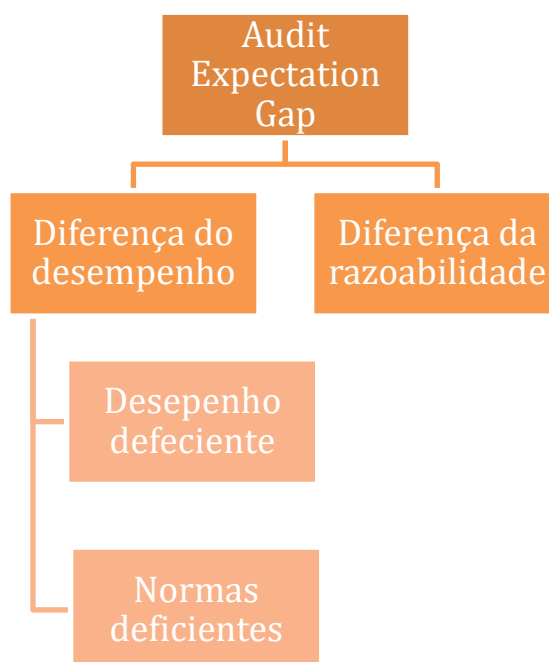 Audit
Expectation
Gap
Diferença do
desempenho
Diferença da
razoabilidade
Desepenho
defeciente
Normas
deficientes